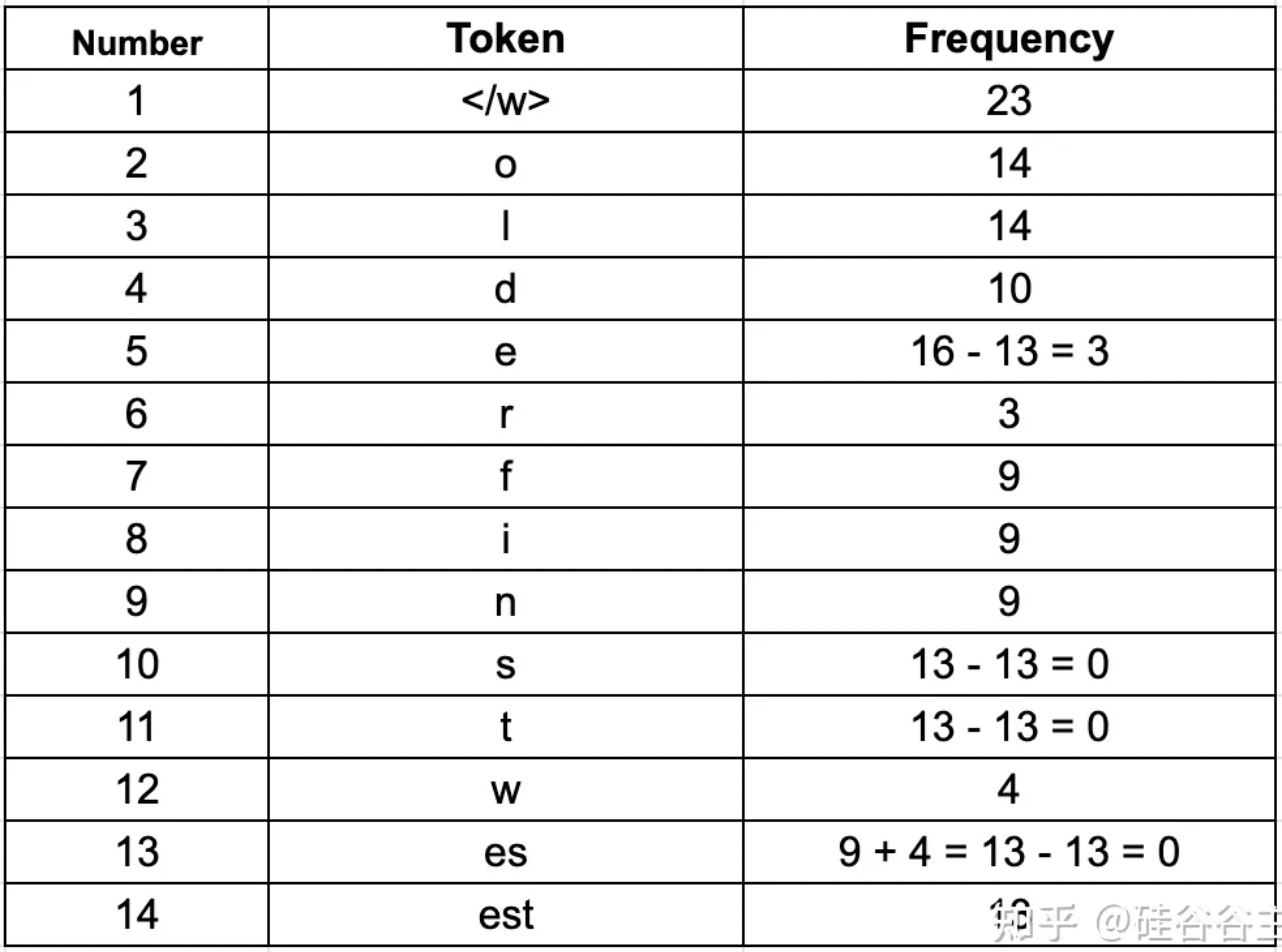 Number Token Frequency
1 </w> 23
2 o 14
3 l 14
4 d 10
5 e 16 - 13 = 3
6 r 3
7 f 9
8 i 9
9 n 9
10 s 13 - 13 = 0
11 t 13 - 13 = 0
12 w 4
13 es 9 + 4 = 13 - 13 = 0
14 est 13
知乎 @硅谷谷主